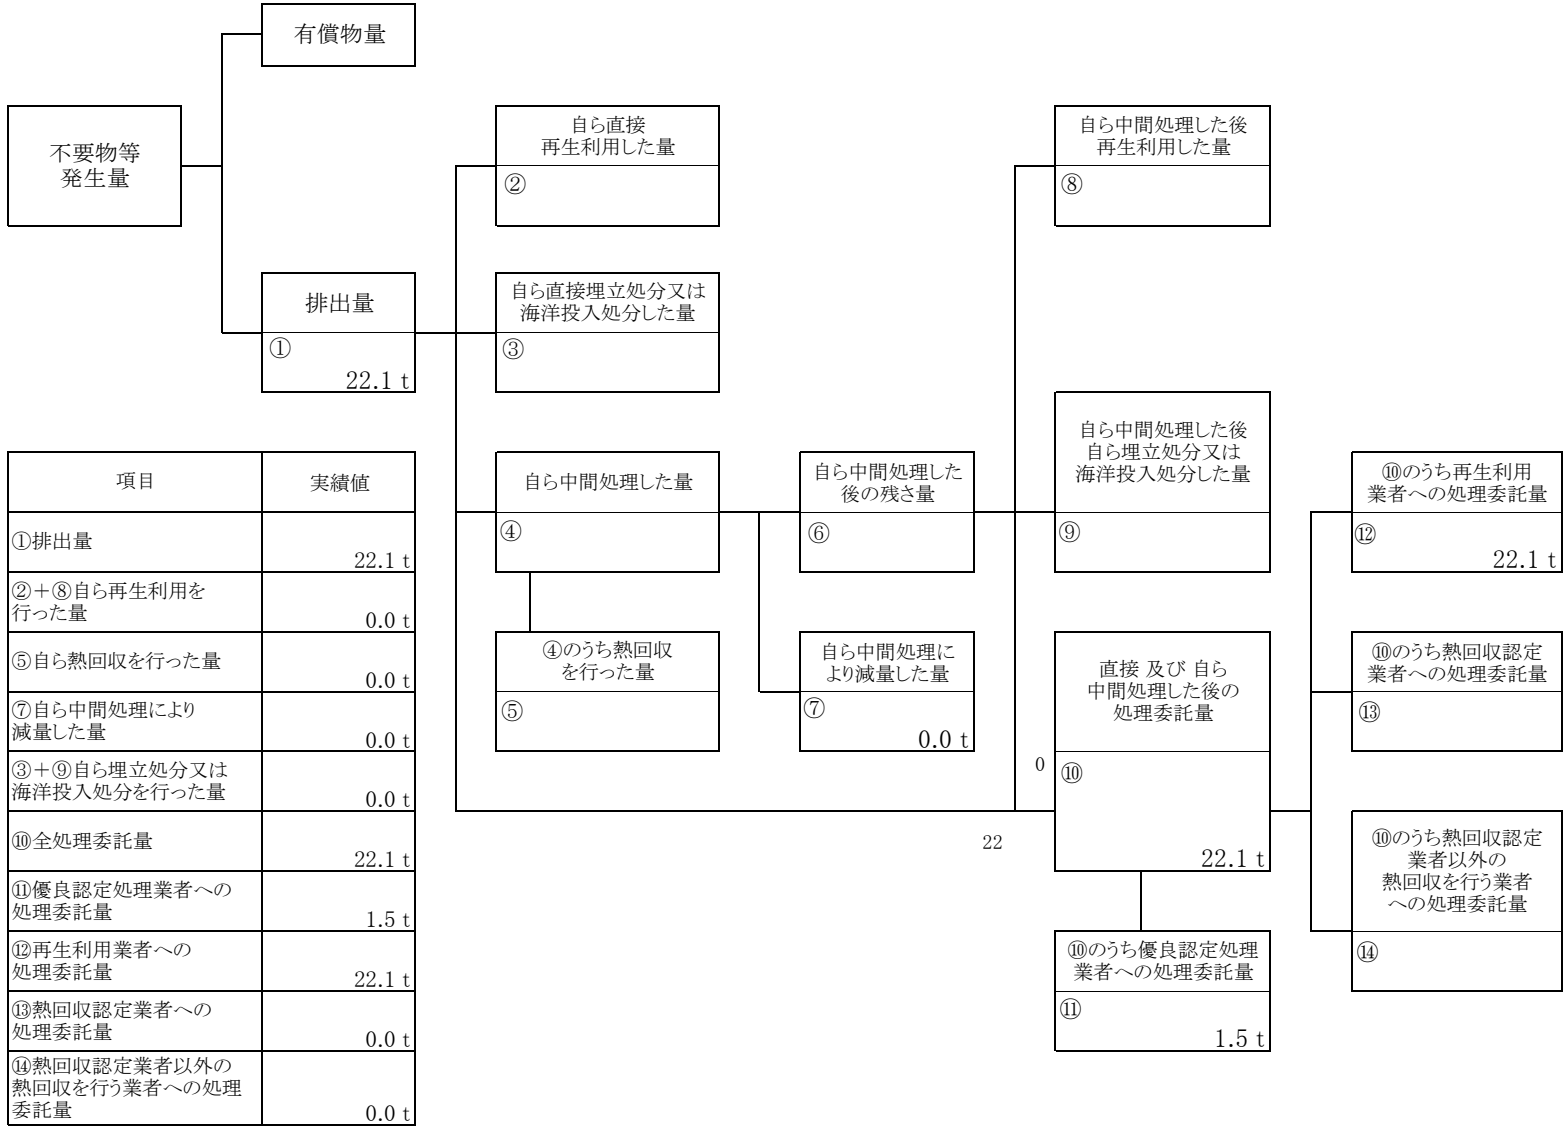 有償物量
不要物等
発生量
自ら直接
再生利用した量
②
自ら中間処理した後
再生利用した量
⑧
排出量
①
22.1 t
自ら直接埋立処分又は
海洋投入処分した量
③
項目
実績値
①排出量
22.1 t
②＋⑧自ら再生利用を
行った量
0.0 t
⑤自ら熱回収を行った量
0.0 t
⑦自ら中間処理により
減量した量
0.0 t
③＋⑨自ら埋立処分又は
海洋投入処分を行った量
0.0 t
⑩全処理委託量
22.1 t
⑪優良認定処理業者への
処理委託量
1.5 t
⑫再生利用業者への
処理委託量
22.1 t
⑬熱回収認定業者への
処理委託量
0.0 t
⑭熱回収認定業者以外の
熱回収を行う業者への処理
委託量
0.0 t
自ら中間処理した量
④
④のうち熱回収
を行った量
⑤
自ら中間処理した
後の残さ量
⑥
自ら中間処理に
より減量した量
⑦
0.0 t
自ら中間処理した後
自ら埋立処分又は
海洋投入処分した量
⑨
直接 及び 自ら
中間処理した後の
処理委託量
0
⑩
22
22.1 t
⑩のうち優良認定処理
業者への処理委託量
⑪
1.5 t
⑩のうち再生利用
業者への処理委託量
⑫
22.1 t
⑩のうち熱回収認定
業者への処理委託量
⑬
⑩のうち熱回収認定
業者以外の
熱回収を行う業者
への処理委託量
⑭